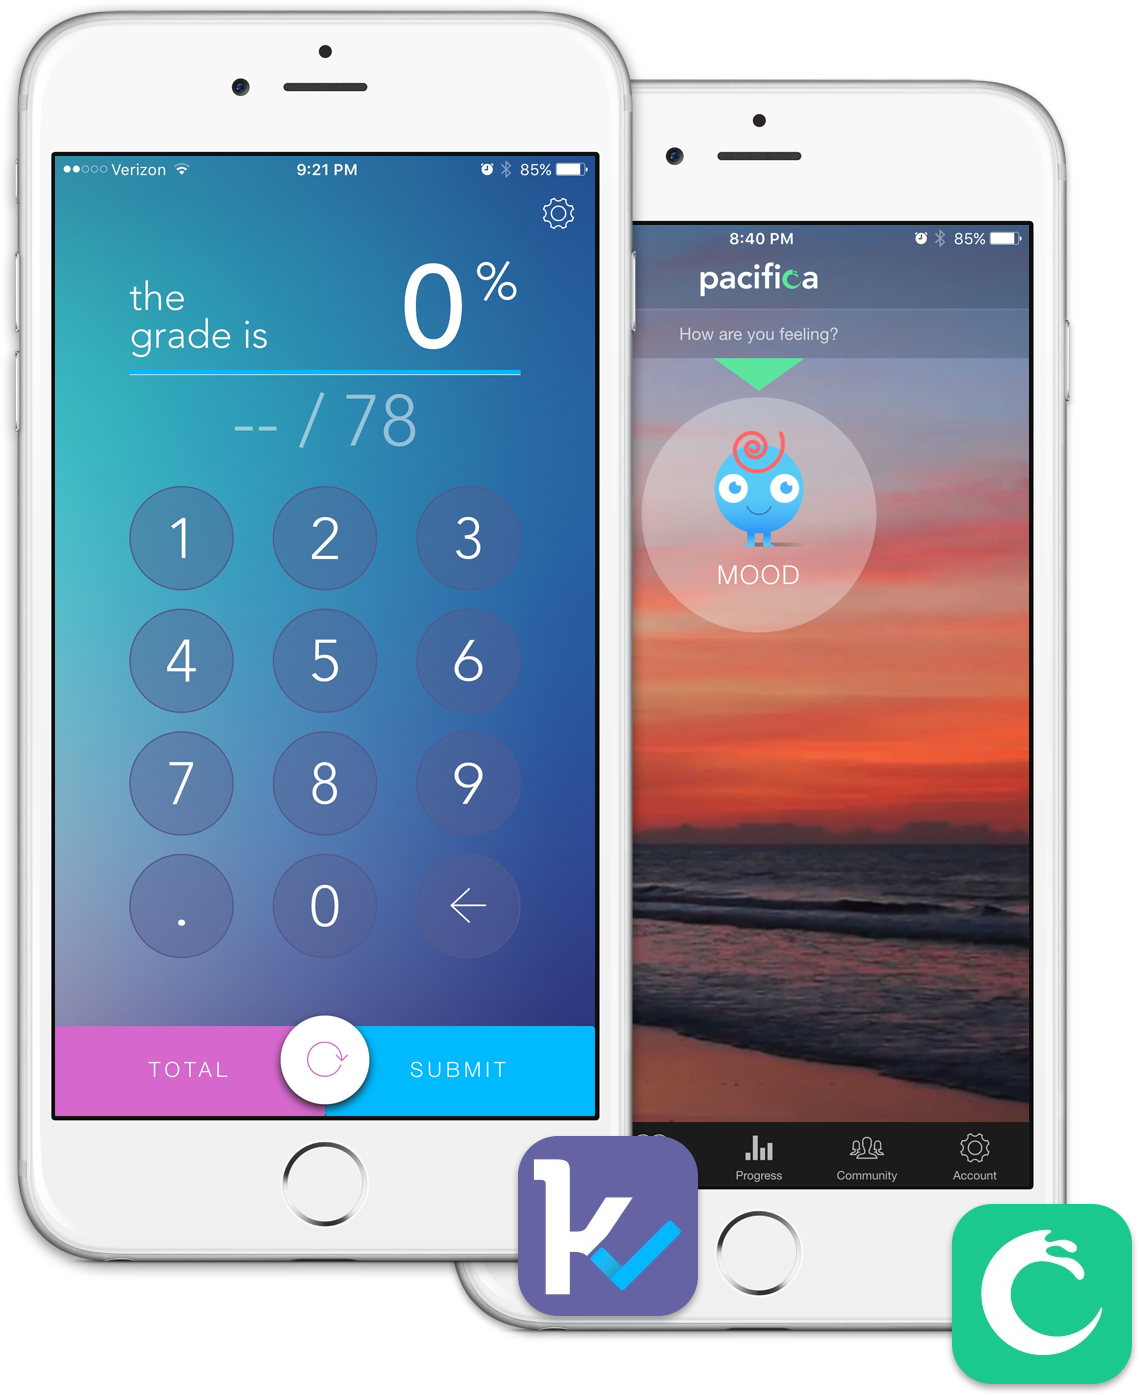 Verizon 9:21 PM 85%
the
grade is
0%
-- / 78
1 2 3
4 5 6
7 8 9
. 0
TOTAL SUBMIT
k
8:40 PM 85%
pacifica
How are you feeling?
MOOD
Progress Community Account